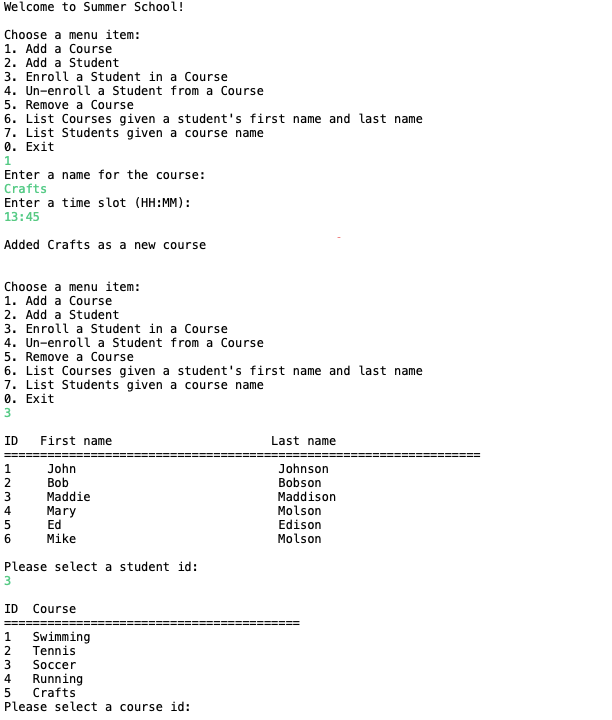 Welcome to Summer School!
Choose a menu item:
1. Add a Course
2. Add a Student
3. Enroll a Student in a Course
4. Un-enroll a Student from a Course
5. Remove a Course
6. List Courses given a student's first name and last name
7. List Students given a course name
0. Exit
1
Enter a name for the course:
Crafts
Enter a time slot (HH:MM):
13:45
Added Crafts as a new course
Choose a menu item:
1. Add a Course
2. Add a Student
3. Enroll a Student in a Course
4. Un-enroll a Student from a Course
5. Remove a Course
6. List Courses given a student's first name and last name
7. List Students given a course name
0. Exit
3
ID   First name                      Last name
==================================================================
1     John                            Johnson
2     Bob                             Bobson
3     Maddie                          Maddison
4     Mary                            Molson
5     Ed                              Edison
6     Mike                            Molson
Please select a student id:
3
ID  Course
=========================================
1   Swimming
2   Tennis
3   Soccer
4   Running
5   Crafts
Please select a course id: